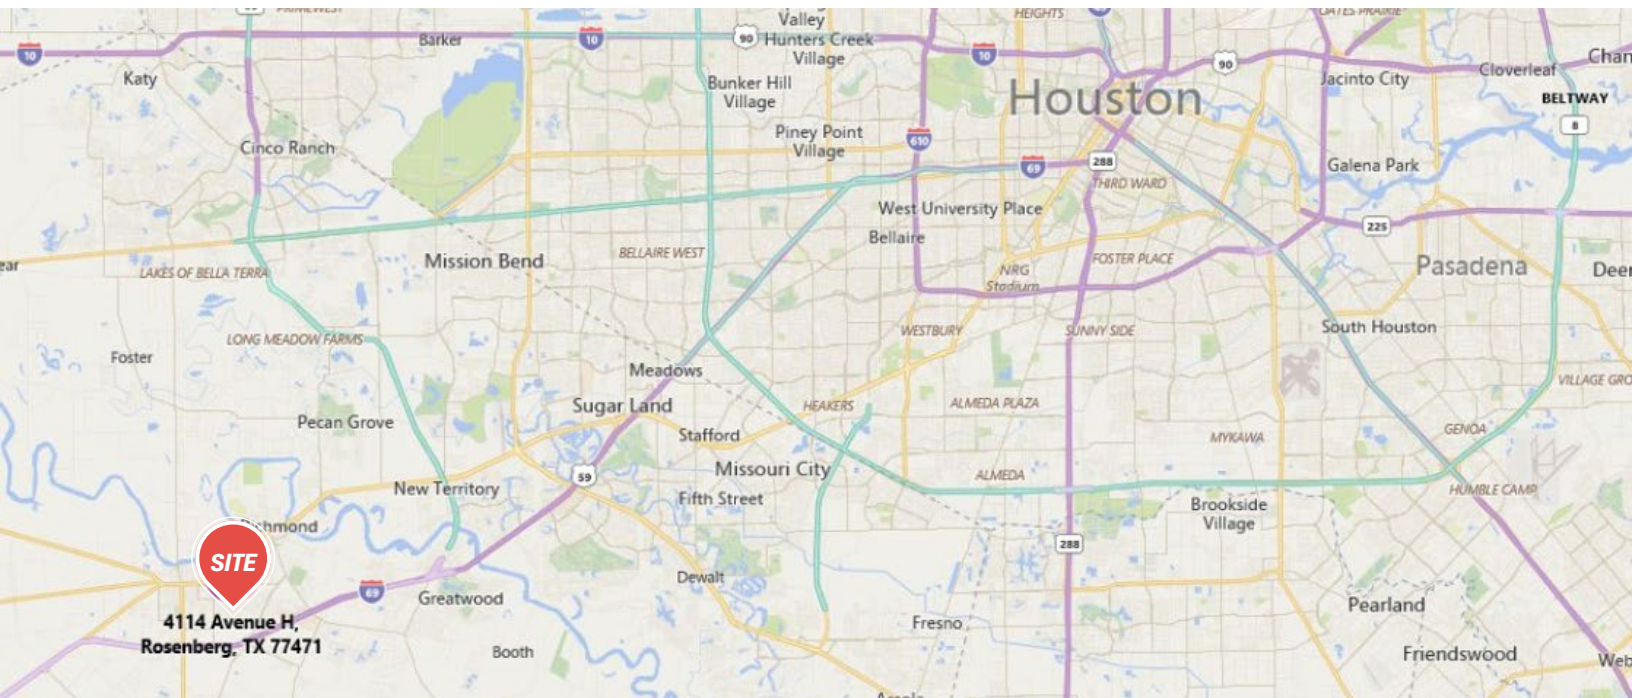 PRIMEWEST
Valley
HEIGHTS
GATES PRAIRIE
10
Barker
10
90
Hunters Creek
Village
10
90
Katy
Bunker Hill
Village
Houston
Jacinto City
Cloverleaf
BELTWAY
8
Cinco Ranch
Piney Point
Village
610
69
288
Galena Park
THIRD WARD
West University Place
Bellaire
225
Mission Bend
BELLAIRE WEST
LAKES OF BELLA TERRA
NRG
Stadium
FOSTER PLACE
Pasadena
LONG MEADOW FARMS
WESTBURY
SUNNY SIDE
South Houston
Foster
Meadows
Sugar Land
HEAKERS
ALMEDA PLAZA
Pecan Grove
Stafford
MYKAWA
GENOA
59
Missouri City
ALMEDA
New Territory
Fifth Street
HUMBLE CAMP
Brookside
Village
SITE
288
69
Greatwood
Dewalt
4114 Avenue H,
Rosenberg, TX 77471
Fresno
Pearland
Booth
Friendswood